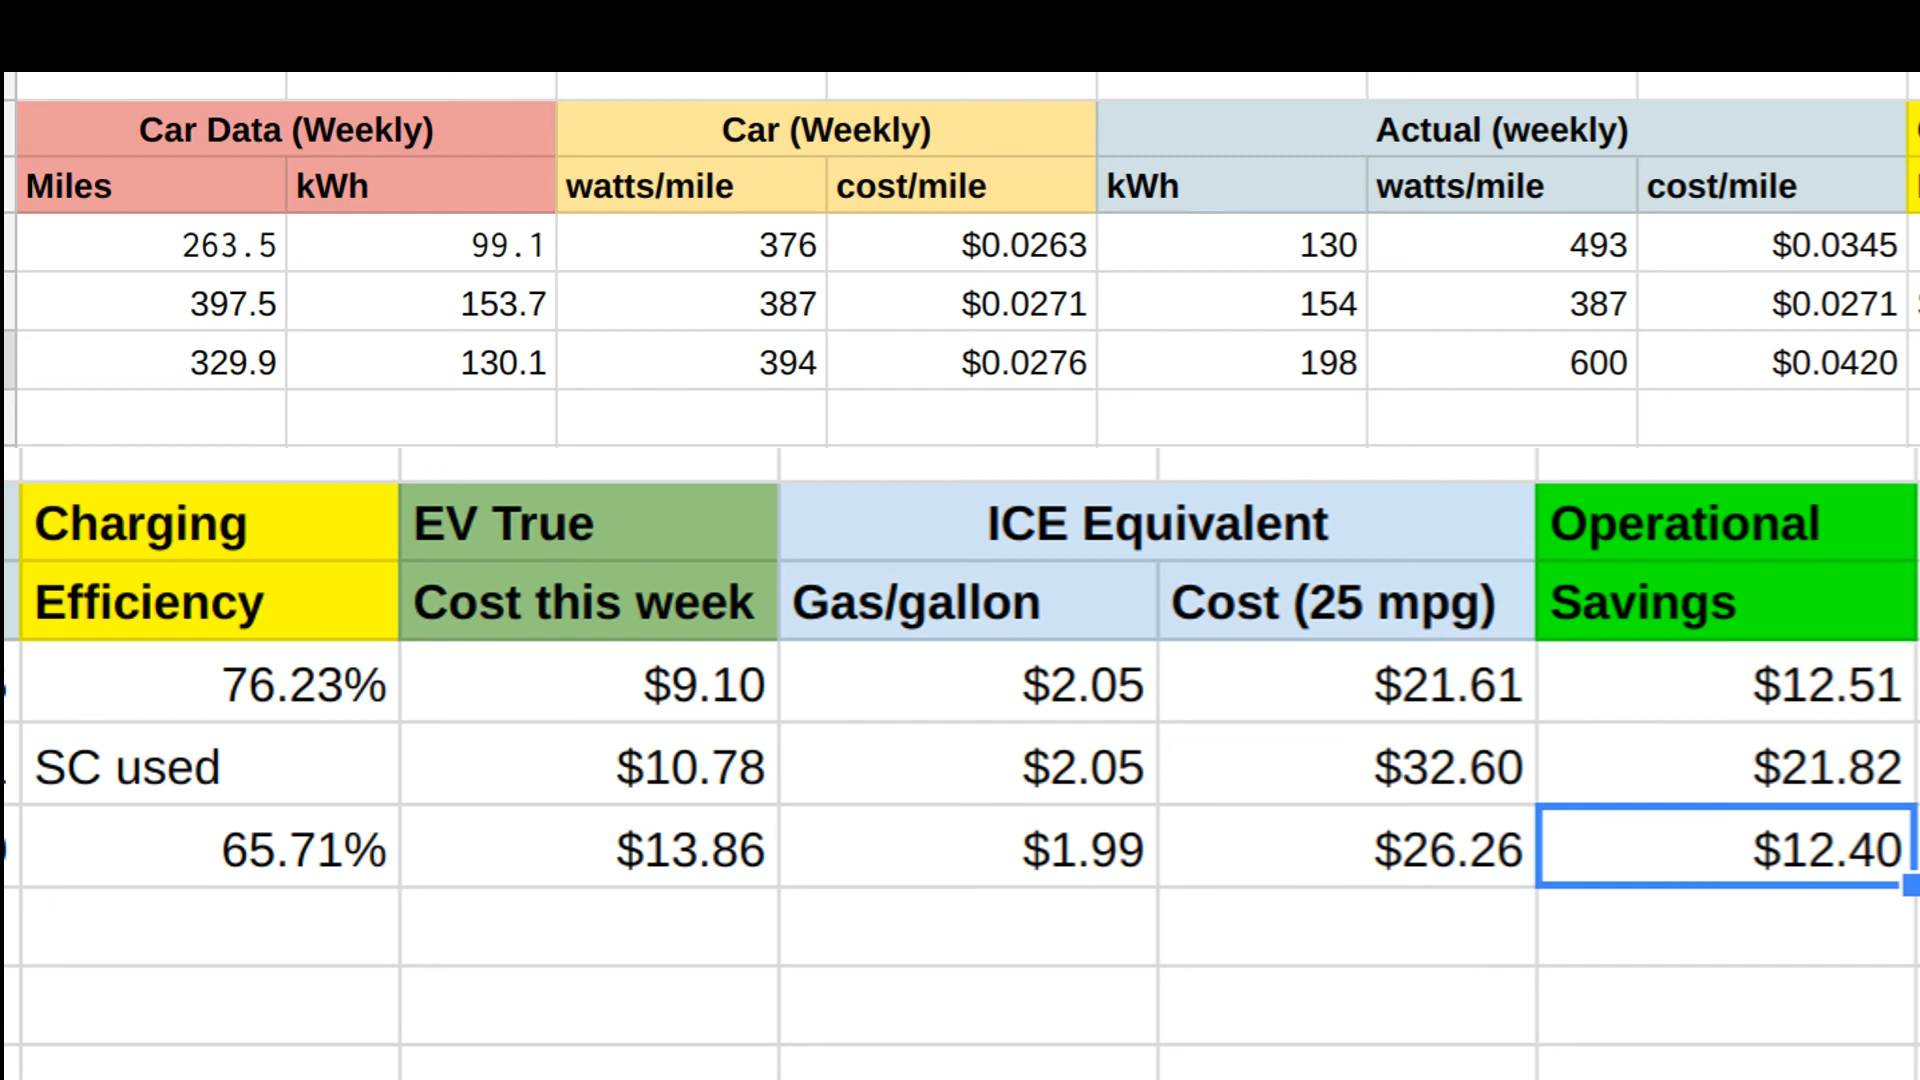 Car Data (Weekly) Car (Weekly) Actual (weekly)
Miles kWh watts/mile cost/mile kWh watts/mile cost/mile
263.5 99.1 376 $0.0263 130 493 $0.0345
397.5 153.7 387 $0.0271 154 387 $0.0271
329.9 130.1 394 $0.0276 198 600 $0.0420
Charging EV True ICE Equivalent Operational
Efficiency Cost this week Gas/gallon Cost (25 mpg) Savings
76.23% $9.10 $2.05 $21.61 $12.51
SC used $10.78 $2.05 $32.60 $21.82
65.71% $13.86 $1.99 $26.26 $12.40